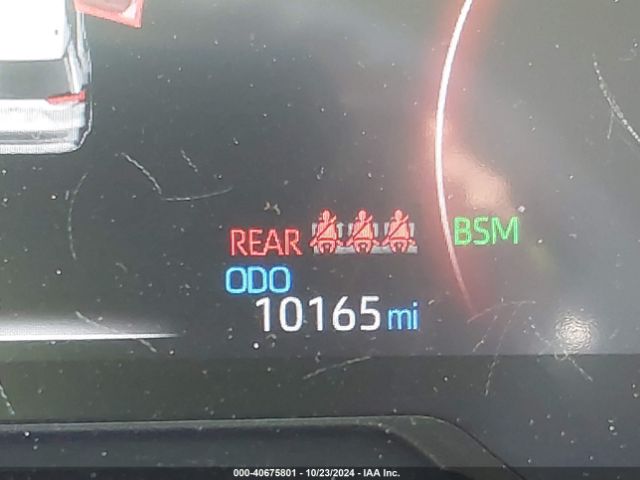 REAR BSM
ODO
10165 mi
000-40675801 - 10/23/2024 - IAA Inc.